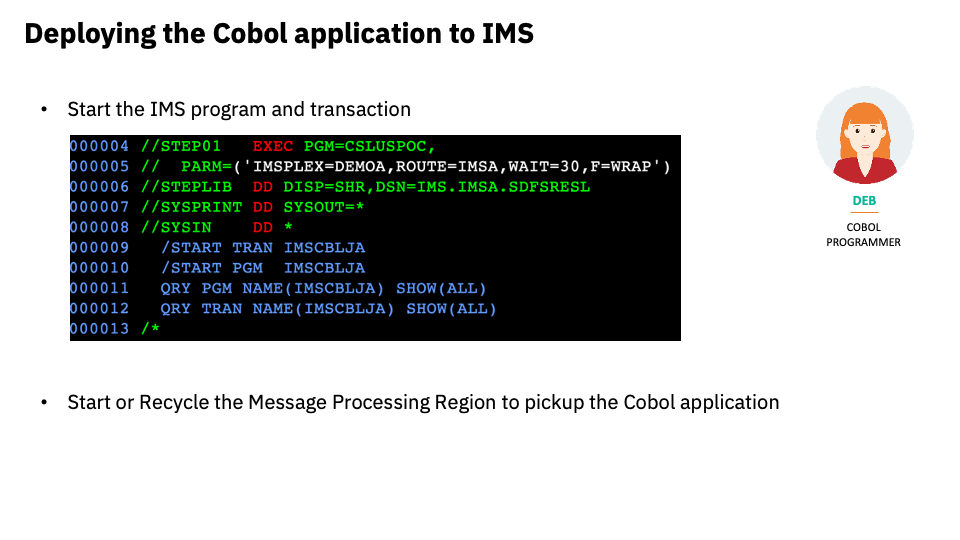 Deploying the Cobol application to IMS
• Start the IMS program and transaction
000004 //STEP01   EXEC PGM=CSLUSPOC,
000005 //  PARM=('IMSPLEX=DEMOA,ROUTE=IMSA,WAIT=30,F=WRAP')
000006 //STEPLIB  DD DISP=SHR,DSN=IMS.IMSA.SDFSRESL
000007 //SYSPRINT DD SYSOUT=*
000008 //SYSIN    DD *
000009   /START TRAN IMSCBLJA
000010   /START PGM  IMSCBLJA
000011   QRY PGM NAME(IMSCBLJA) SHOW(ALL)
000012   QRY TRAN NAME(IMSCBLJA) SHOW(ALL)
000013 /*
DEB
COBOL
PROGRAMMER
• Start or Recycle the Message Processing Region to pickup the Cobol application